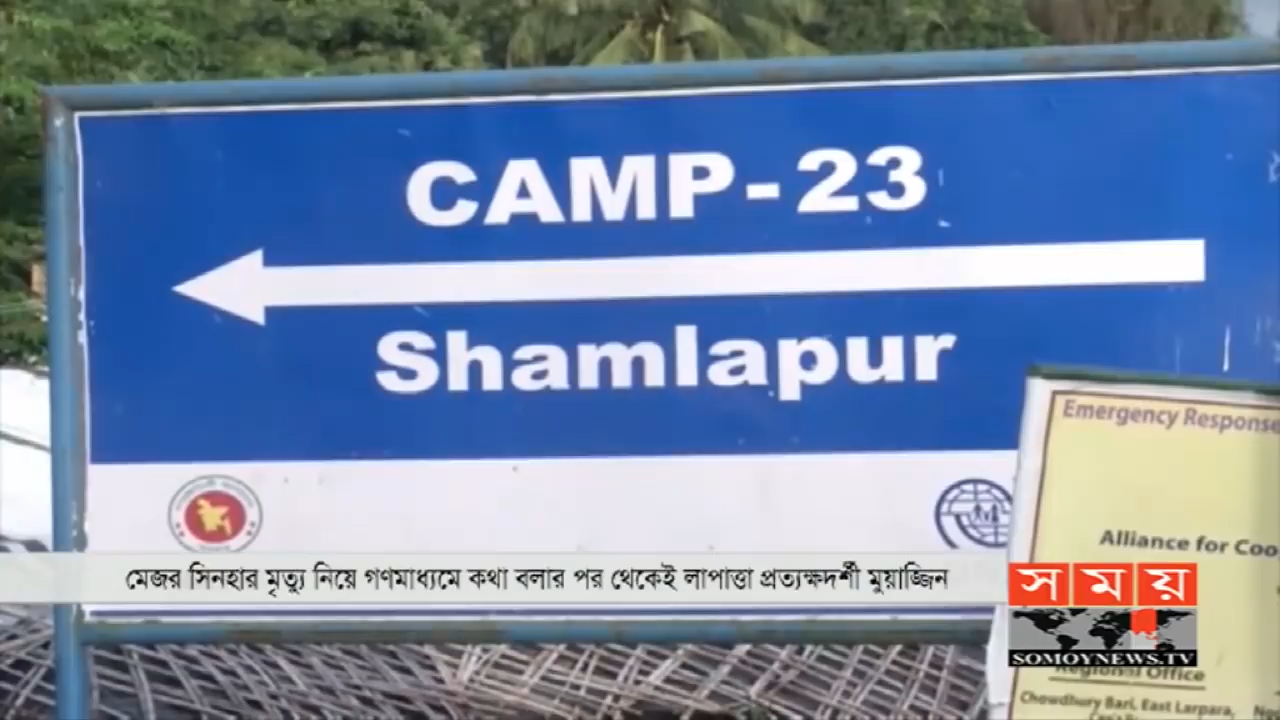 CAMP-23
Shamlapur
Emergency Response
Alliance for Coo
মেজর সিনহার মৃত্যু নিয়ে গণমাধ্যমে কথা বলার পর থেকেই লাপাত্তা প্রত্যক্ষদর্শী মুয়াজ্জিন
সময়
SOMOYNEWS.TV
Regional Office
Chowdhury Bari, East Larpara,